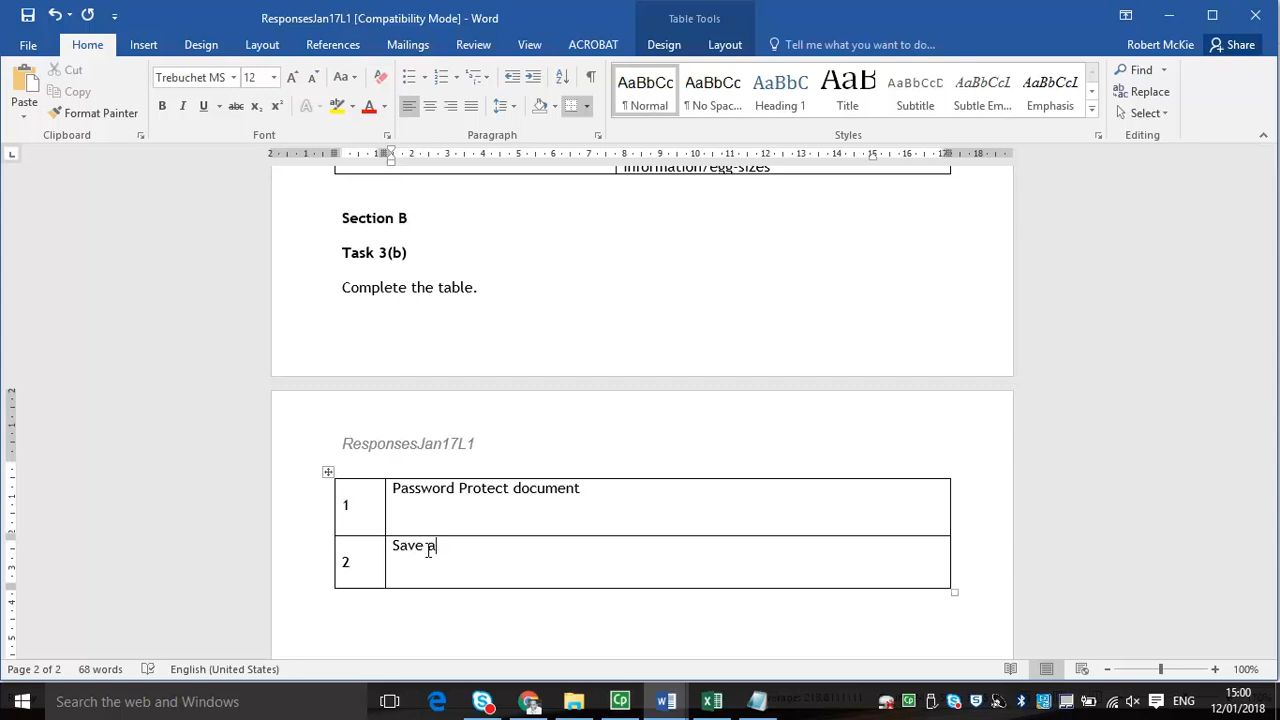 ResponsesJan17L1 [Compatibility Mode] - Word
Table Tools
File Home Insert Design Layout References Mailings Review View ACROBAT Design Layout Tell me what you want to do... Robert McKie Share
Paste
Cut
Copy
Format Painter
Clipboard
Trebuchet MS 12
Font
Paragraph
AaBbCc AaBbCc AaBbCc AaB AaBbCcD AaBbCcI AaBbCcI
¶ Normal ¶ No Spac... Heading 1 Title Subtitle Subtle Em... Emphasis
Styles
Find
Replace
Select
Editing
information/egg-sizes
Section B
Task 3(b)
Complete the table.
ResponsesJan17L1
1 Password Protect document
2 Save a
Page 2 of 2 68 words English (United States) 100%
Search the web and Windows
ENG
15:00
12/01/2018